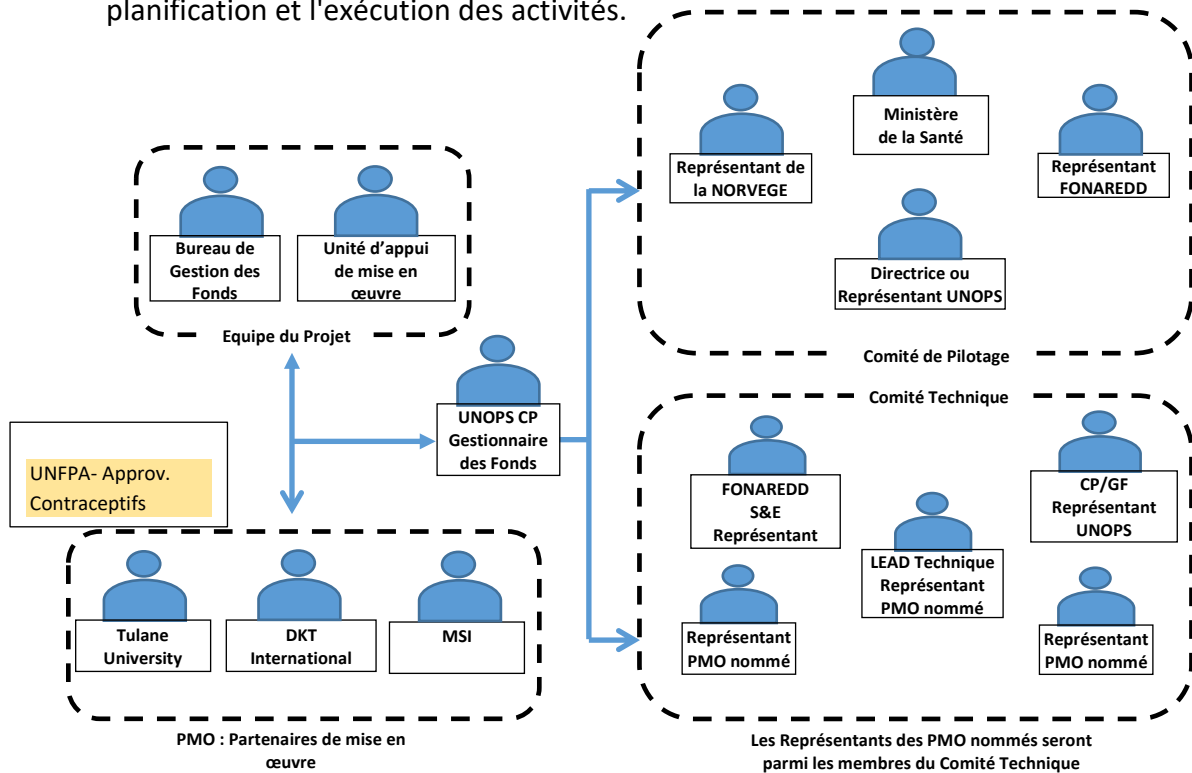 planification et l'exécution des activités.
Bureau de
Gestion des
Fonds
Unité d'appui
de mise en
œuvre
Equipe du Projet
UNOPS CP
Gestionnaire
des Fonds
UNFPA- Approv.
Contraceptifs
Tulane
University
DKT
International
MSI
PMO : Partenaires de mise en
œuvre
Ministère
de la Santé
Représentant de
la NORVEGE
Représentant
FONAREDD
Directrice ou
Représentant UNOPS
Comité de Pilotage
Comité Technique
FONAREDD
S&E
Représentant
CP/GF
Représentant
UNOPS
LEAD Technique
Représentant
PMO nommé
Représentant
PMO nommé
Représentant
PMO nommé
Les Représentants des PMO nommés seront
parmi les membres du Comité Technique